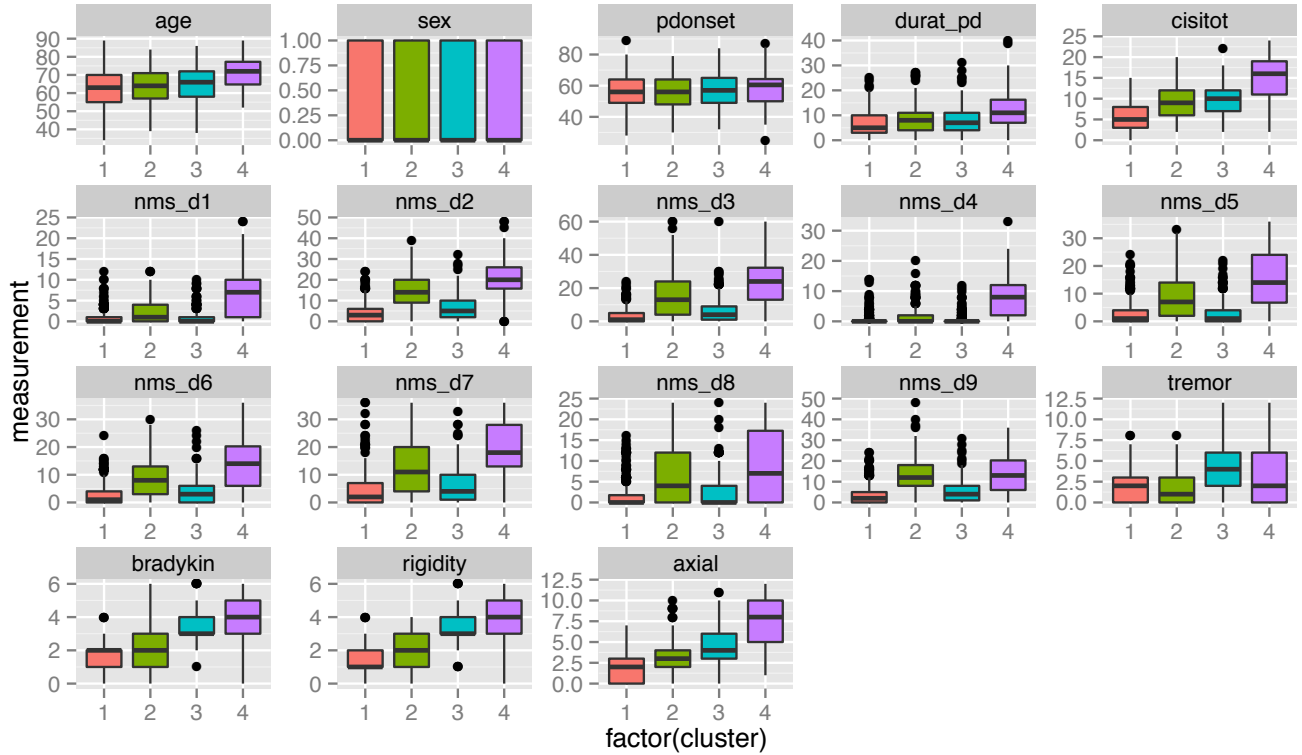 age sex pdonset durat_pd cisitot
90 80 70 60 50 40 1.00 0.75 0.50 0.25 0.00 80 60 40 40 30 20 10 0 25 20 15 10 5 0
1 2 3 4 1 2 3 4 1 2 3 4 1 2 3 4 1 2 3 4
nms_d1 nms_d2 nms_d3 nms_d4 nms_d5
25 20 15 10 5 0 50 40 30 20 10 0 60 40 20 0 30 20 10 0 30 20 10 0
1 2 3 4 1 2 3 4 1 2 3 4 1 2 3 4 1 2 3 4
measurement
nms_d6 nms_d7 nms_d8 nms_d9 tremor
30 20 10 0 30 20 10 0 25 20 15 10 5 0 50 40 30 20 10 0 12.5 10.0 7.5 5.0 2.5 0.0
1 2 3 4 1 2 3 4 1 2 3 4 1 2 3 4 1 2 3 4
bradykin rigidity axial
6 4 2 0 6 4 2 0 12.5 10.0 7.5 5.0 2.5 0.0
1 2 3 4 1 2 3 4 1 2 3 4
factor(cluster)